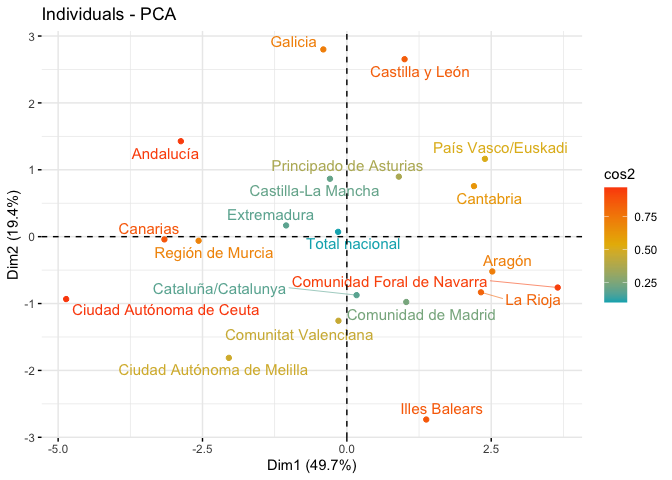 Individuals - PCA
Galicia
Castilla y León
Andalucía
País Vasco/Euskadi
Principado de Asturias
Castilla-La Mancha
Cantabria
Extremadura
Canarias
Total nacional
Región de Murcia
Aragón
Comunidad Foral de Navarra
Cataluña/Catalunya
La Rioja
Ciudad Autónoma de Ceuta
Comunidad de Madrid
Comunitat Valenciana
Ciudad Autónoma de Melilla
Illes Balears
3
2
1
0
-1
-2
-3
-5.0
-2.5
0.0
2.5
Dim1 (49.7%)
Dim2 (19.4%)
cos2
0.75
0.50
0.25